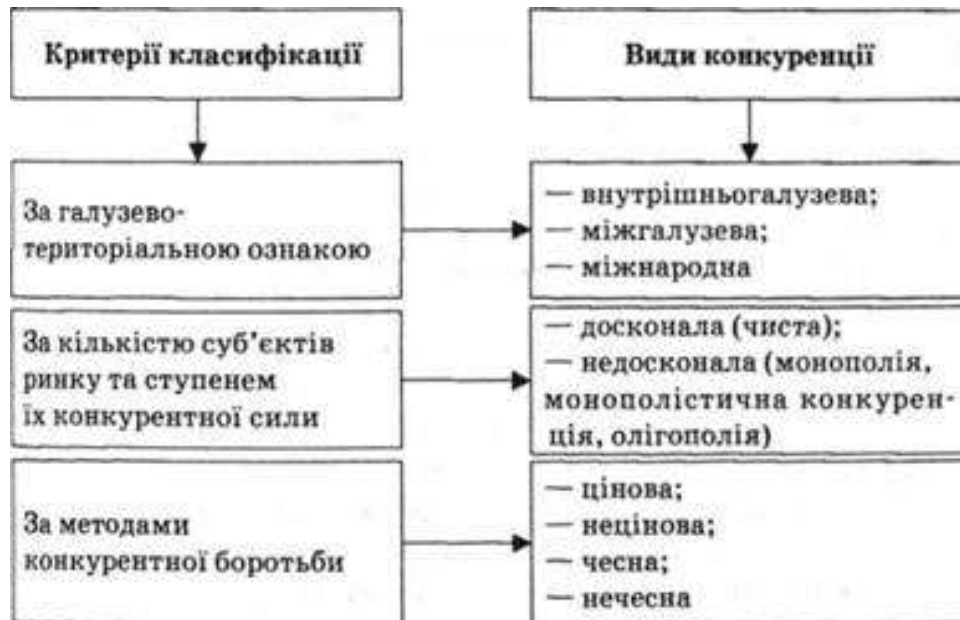 Критерії класифікації
Види конкуренції
За галузево-
територіальною ознакою
— внутрішньогалузева;
— міжгалузева;
— міжнародна
За кількістю суб’єктів
ринку та ступенем
їх конкурентної сили
— досконала (чиста);
— недосконала (монополія,
монополістична конкурен-
ція, олігополія)
За методами
конкурентної боротьби
— цінова;
— нецінова;
— чесна;
— нечесна